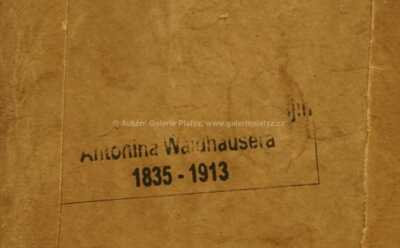 © Aukční Galerie Platýz, www.galerieplatyz.cz
Antonína Waldhausera
1835 - 1913